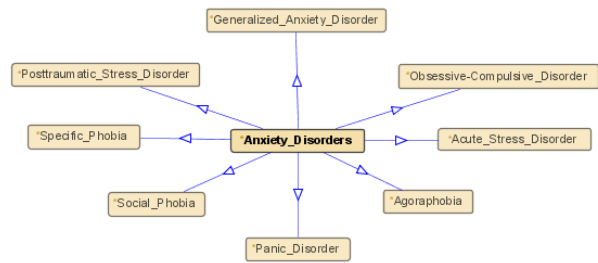 *Generalized_Anxiety_Disorder
*Posttraumatic_Stress_Disorder
*Obsessive-Compulsive_Disorder
*Specific_Phobia
*Anxiety_Disorders
*Acute_Stress_Disorder
*Social_Phobia
*Agoraphobia
*Panic_Disorder